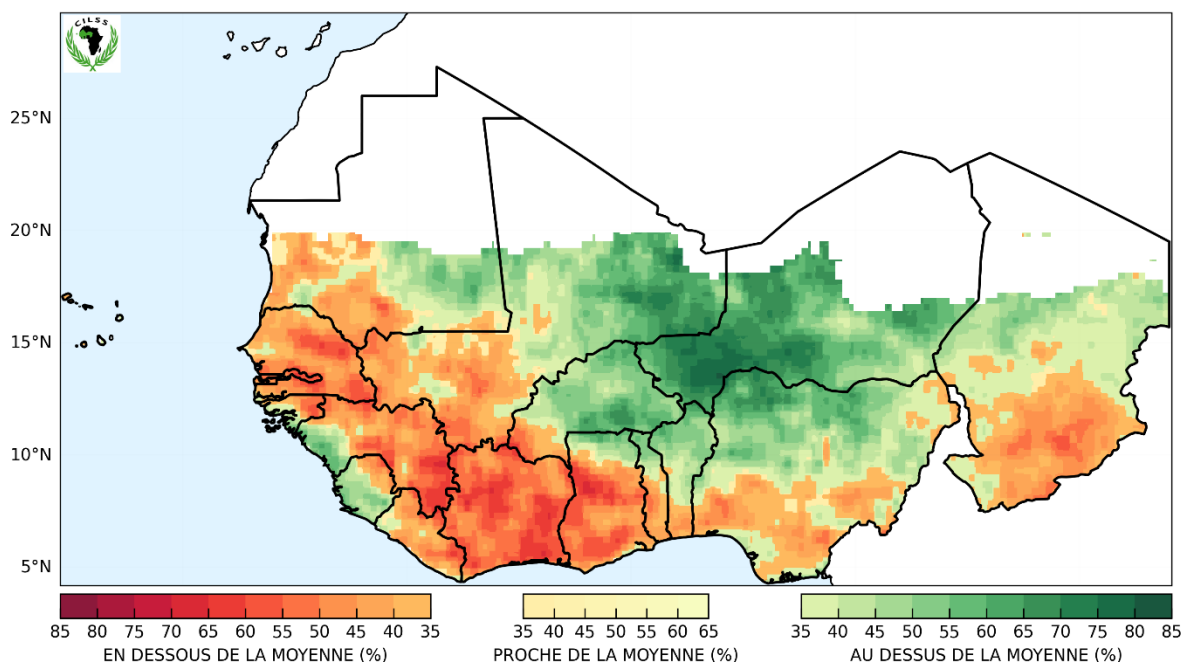 CILSS
25°N
20°N
15°N
10°N
5°N
85 80 75 70 65 60 55 50 45 40 35
35 40 45 50 55 60 65
35 40 45 50 55 60 65 70 75 80 85
EN DESSOUS DE LA MOYENNE (%)
PROCHE DE LA MOYENNE (%)
AU DESSUS DE LA MOYENNE (%)